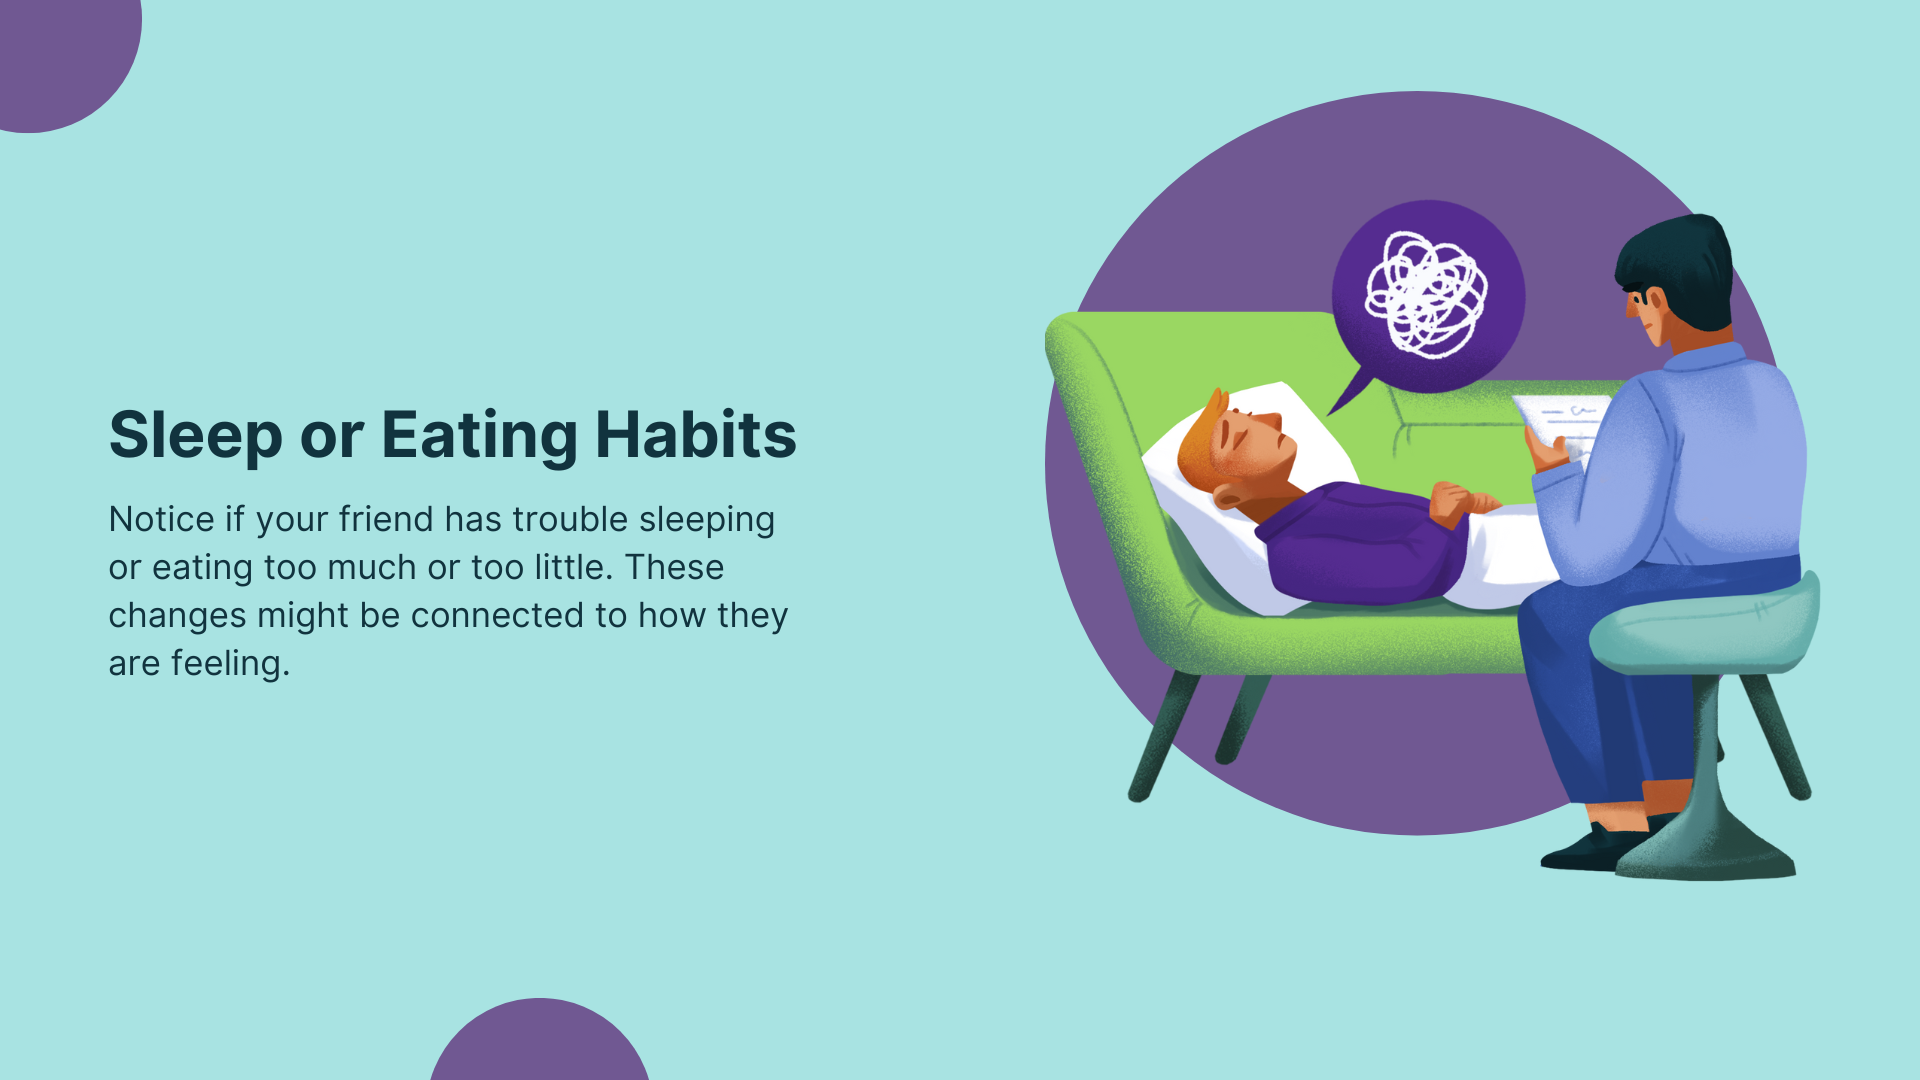 Sleep or Eating Habits
Notice if your friend has trouble sleeping
or eating too much or too little. These
changes might be connected to how they
are feeling.